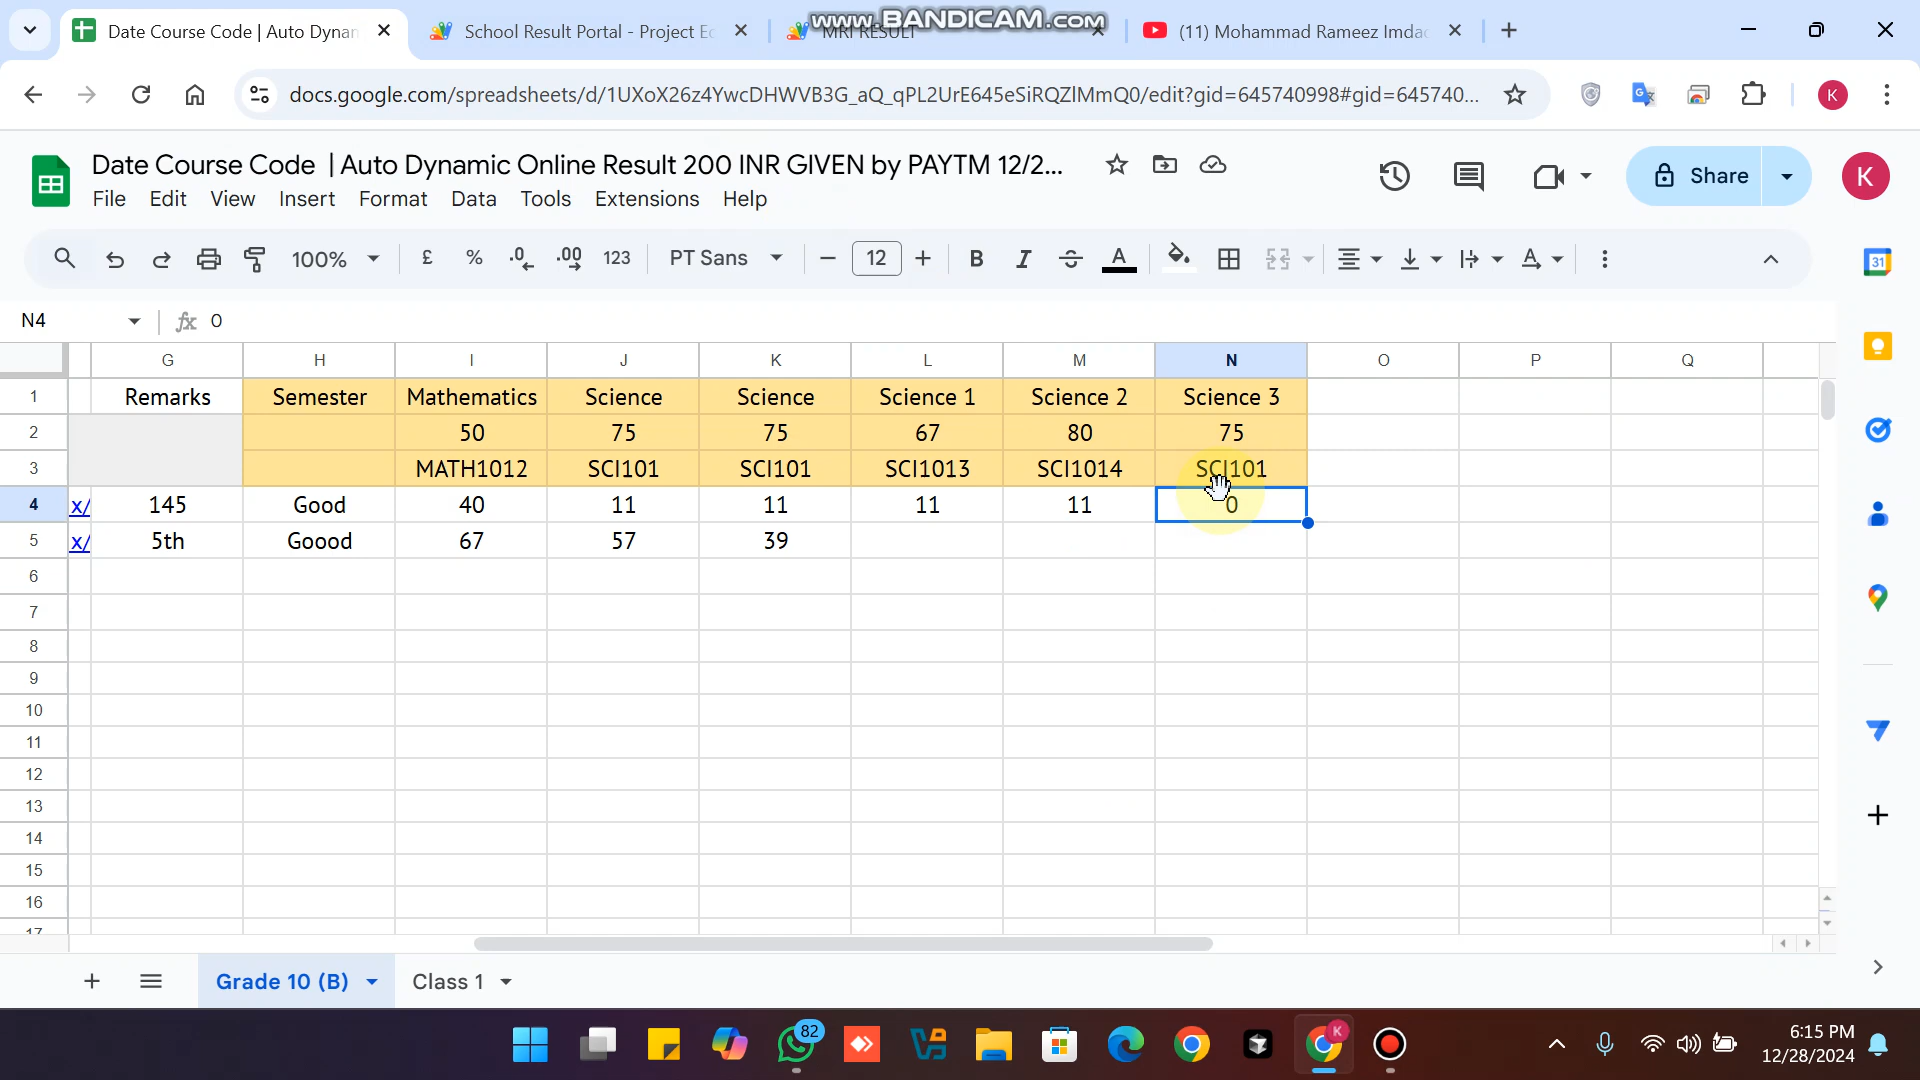 Date Course Code | Auto Dynan
School Result Portal - Project Ec
MRI RESULT
www.BANDICAM.com
(11) Mohammad Rameez Imdad
docs.google.com/spreadsheets/d/1UXoX26z4YwcDHWVB3G_aQ_qPL2UrE645eSiRQZlMmQ0/edit?gid=645740998#gid=645740...
K
Date Course Code | Auto Dynamic Online Result 200 INR GIVEN by PAYTM 12/2...
Share
K
File Edit View Insert Format Data Tools Extensions Help
100% £ % .0 .00 123 PT Sans 12 B I A A
31
N4 fx 0
G H I J K L M N O P Q
1 Remarks Semester Mathematics Science Science Science 1 Science 2 Science 3
2 50 75 75 67 80 75
3 MATH1012 SCI101 SCI101 SCI1013 SCI1014 SCI101
4 x/ 145 Good 40 11 11 11 11 0
5 x/ 5th Goood 67 57 39
6
7
8
9
10
11
12
13
14
15
16
17
Grade 10 (B) Class 1
82
K
6:15 PM
12/28/2024